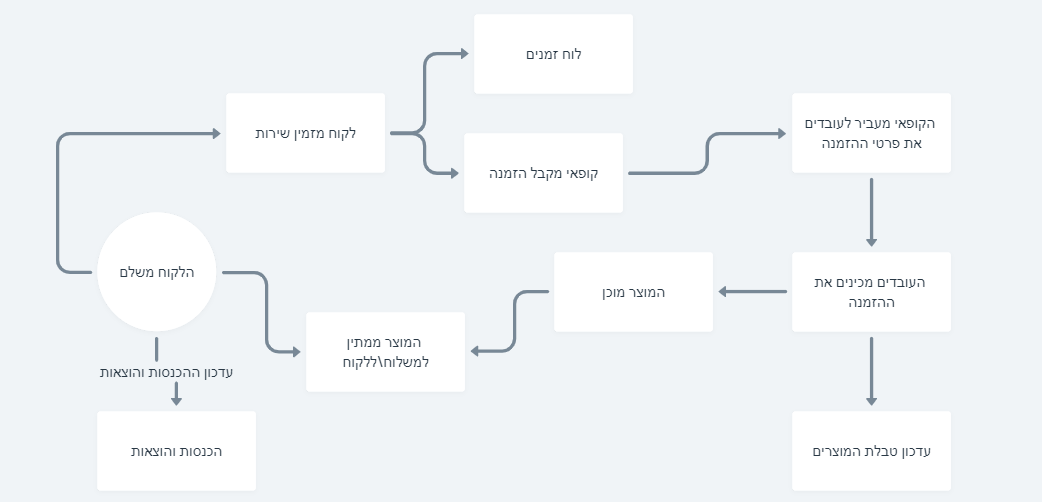 לוח זמנים
לקוח מזמין שירות
קופאי מקבל הזמנה
הקופאי מעביר לעובדים
את פרטי ההזמנה
הלקוח משלם
המוצר מוכן
העובדים מכינים את
ההזמנה
המוצר ממתין
למשלוח\ללקוח
עדכון ההכנסות והוצאות
הכנסות והוצאות
עדכון טבלת המוצרים